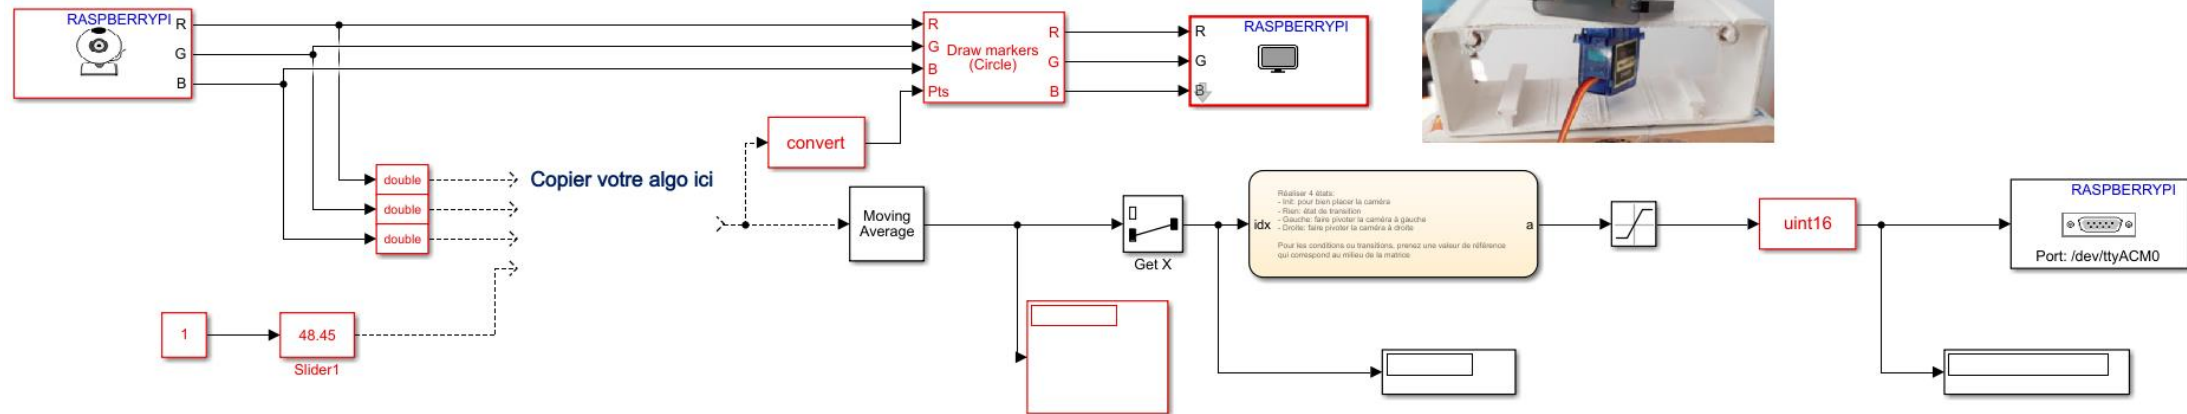 RASPBERRYPI
R
G
B
R
G
B
Pts
Draw markers
(Circle)
R
G
B
RASPBERRYPI
R
G
B
convert
double
double
double
Copier votre algo ici
1
48.45
Slider1
Moving
Average
Get X
idx
Réaliser 4 états:
- Init: pour bien placer la caméra
- Rien: état de transition
- Gauche: faire pivoter la caméra à gauche
- Droite: faire pivoter la caméra à droite
Pour les conditions ou transitions, prenez une valeur de référence
qui correspond au milieu de la matrice
a
uint16
RASPBERRYPI
Port: /dev/ttyACM0